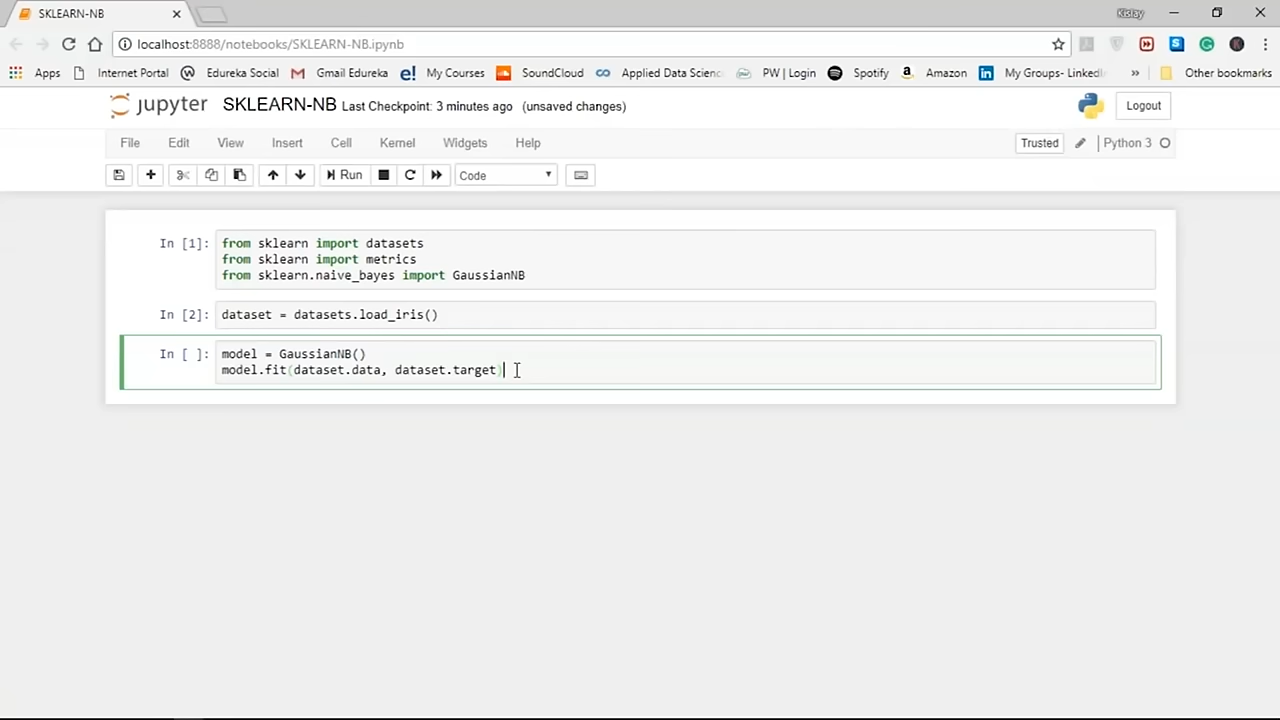 SKLEARN-NB
Kislay
localhost:8888/notebooks/SKLEARN-NB.ipynb
Apps Internet Portal Edureka Social Gmail Edureka My Courses SoundCloud Applied Data Scienc PW | Login Spotify Amazon My Groups- LinkedI » Other bookmarks
jupyter SKLEARN-NB Last Checkpoint: 3 minutes ago (unsaved changes) Logout
File Edit View Insert Cell Kernel Widgets Help Trusted Python 3
Run Code
In [1]: from sklearn import datasets
from sklearn import metrics
from sklearn.naive_bayes import GaussianNB
In [2]: dataset = datasets.load_iris()
In [ ]: model = GaussianNB()
model.fit(dataset.data, dataset.target)